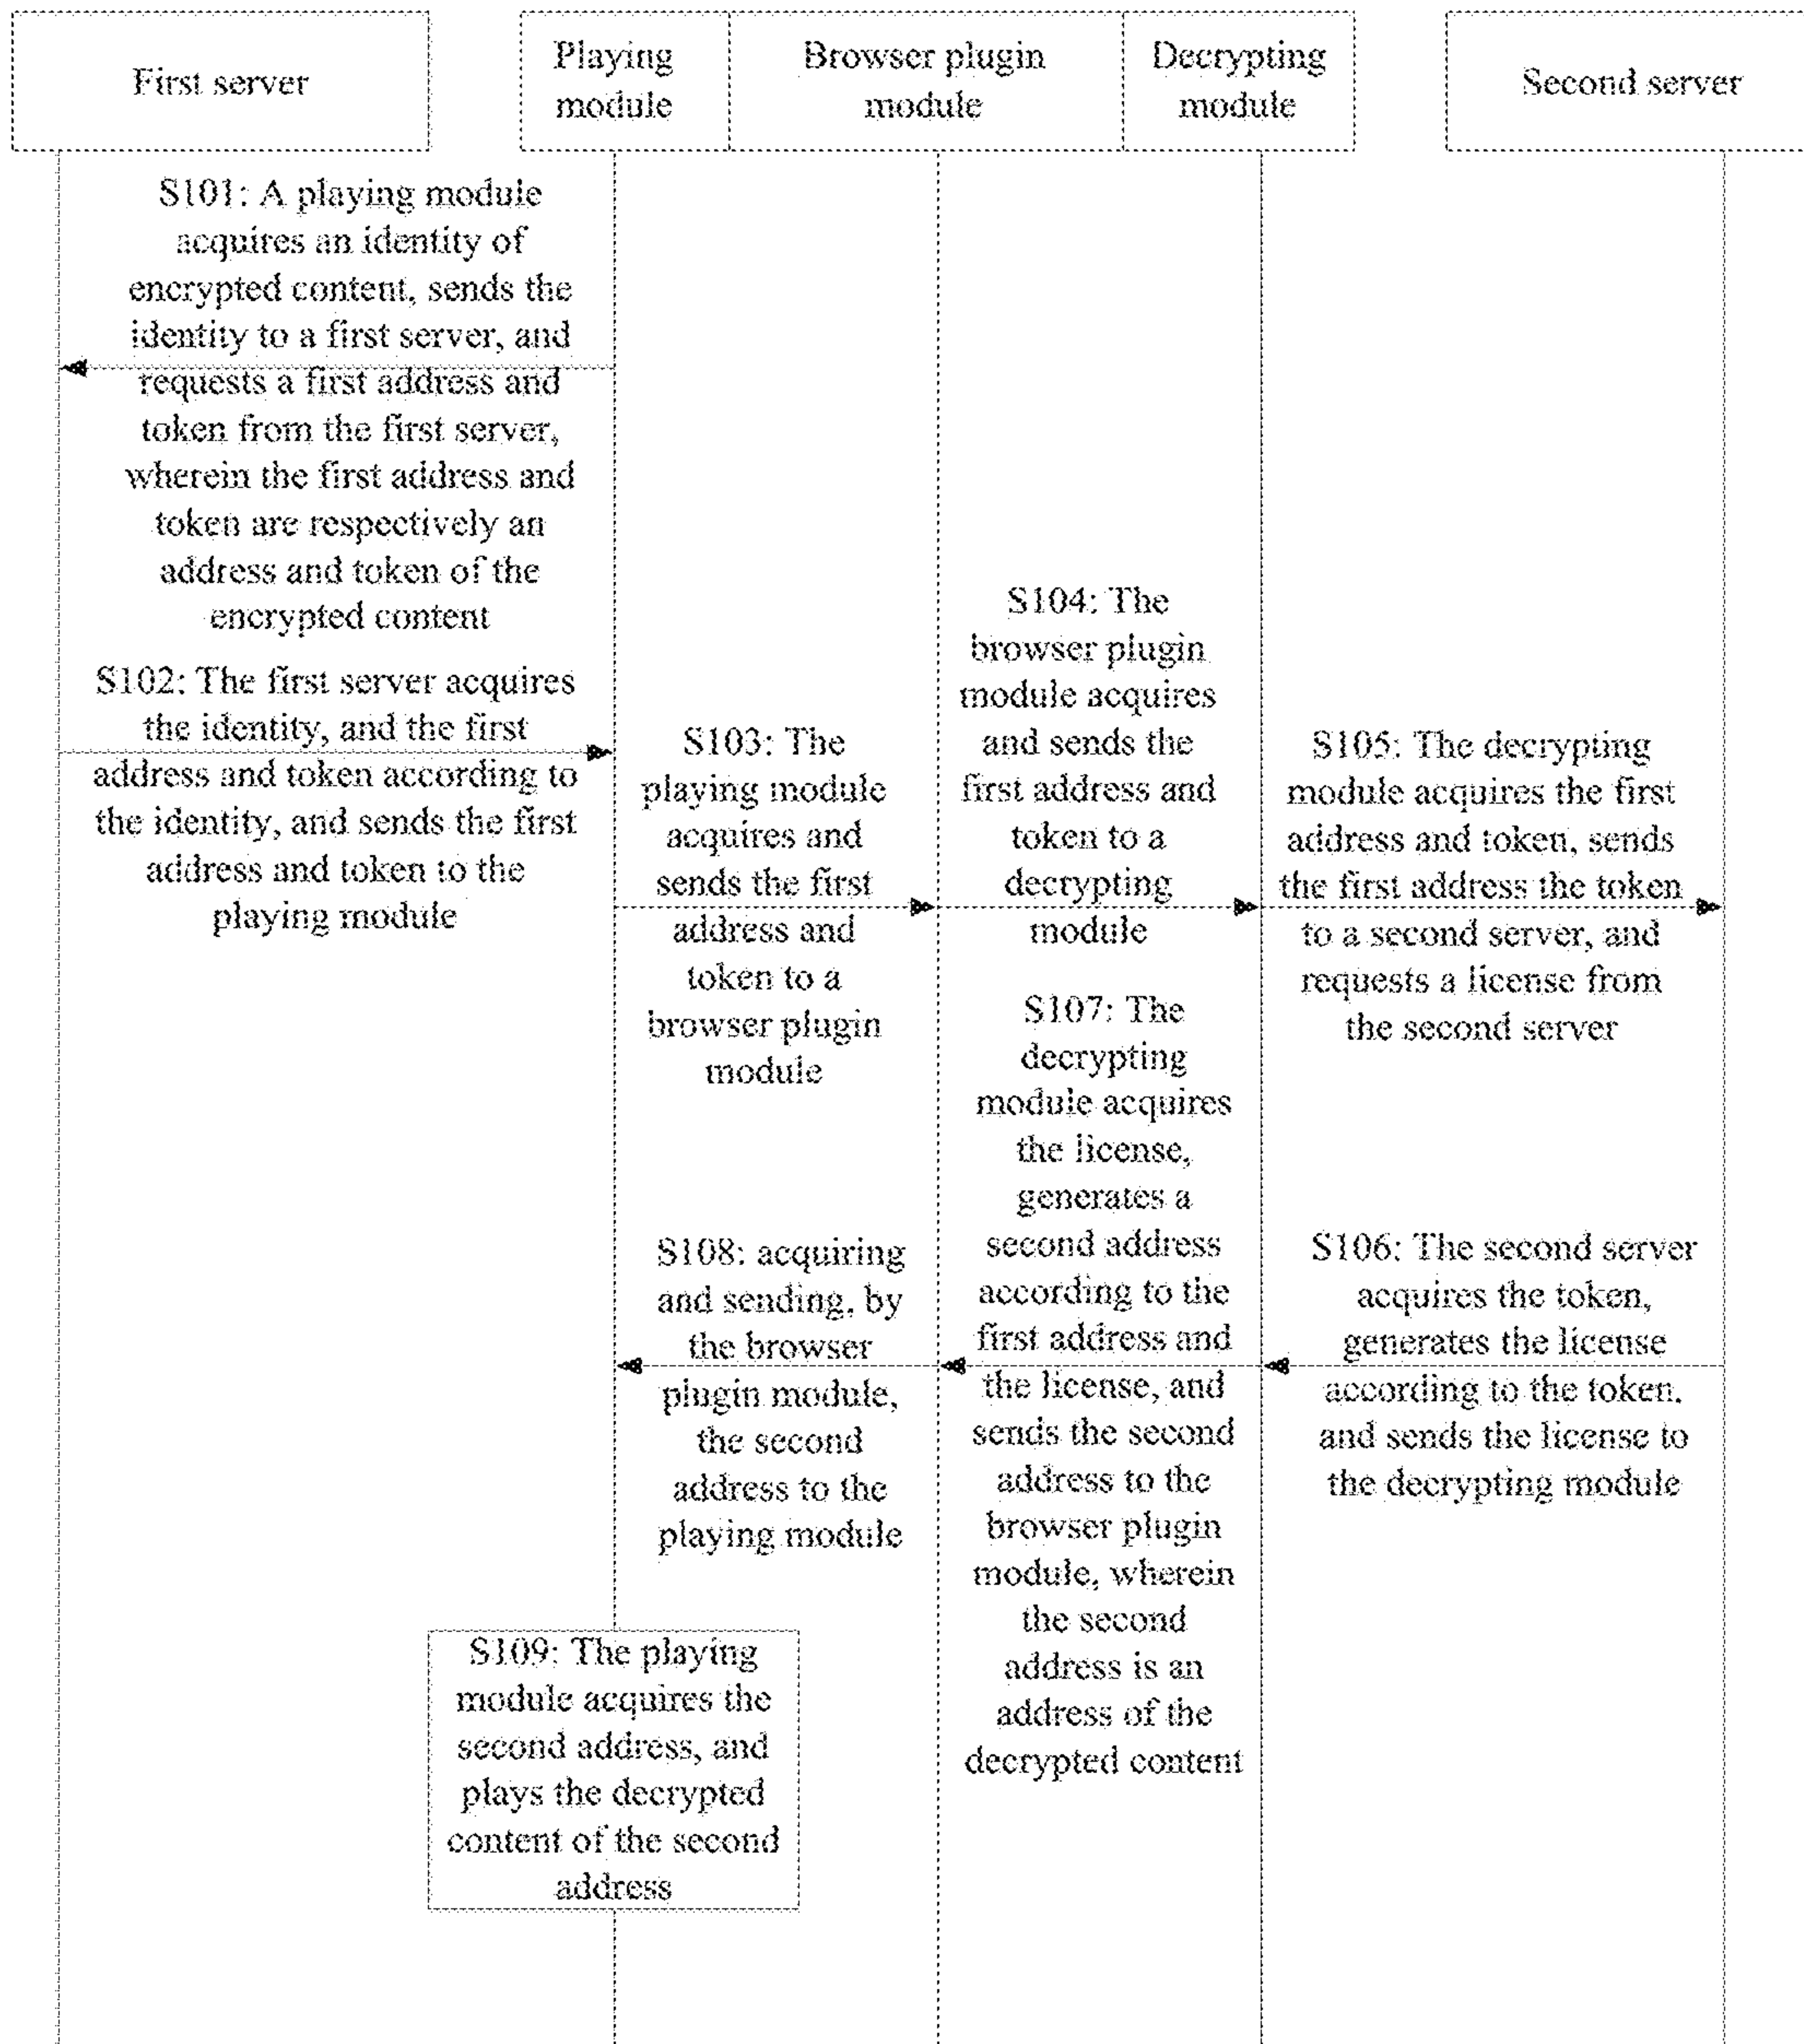 First server
Playing
module
Browser plugin
module
Decrypting
module
Second server
S101: A playing module
acquires an identity of
encrypted content, sends the
identity to a first server, and
requests a first address and
token from the first server,
wherein the first address and
token are respectively an
address and token of the
encrypted content
S102: The first server acquires
the identity, and the first
address and token according to
the identity, and sends the first
address and token to the
playing module
S103: The
playing module
acquires and
sends the first
address and
token to a
browser plugin
module
S104: The
browser plugin
module acquires
and sends the
first address and
token to a
decrypting
module
S105: The decrypting
module acquires the first
address and token, sends
the first address the token
to a second server, and
requests a license from
the second server
S106: The second server
acquires the token,
generates the license
according to the token,
and sends the license to
the decrypting module
S107: The
decrypting
module acquires
the license,
generates a
second address
according to the
first address and
the license, and
sends the second
address to the
browser plugin
module, wherein
the second
address is an
address of the
decrypted content
S108: acquiring
and sending, by
the browser
plugin module,
the second
address to the
playing module
S109: The playing
module acquires the
second address, and
plays the decrypted
content of the second
address